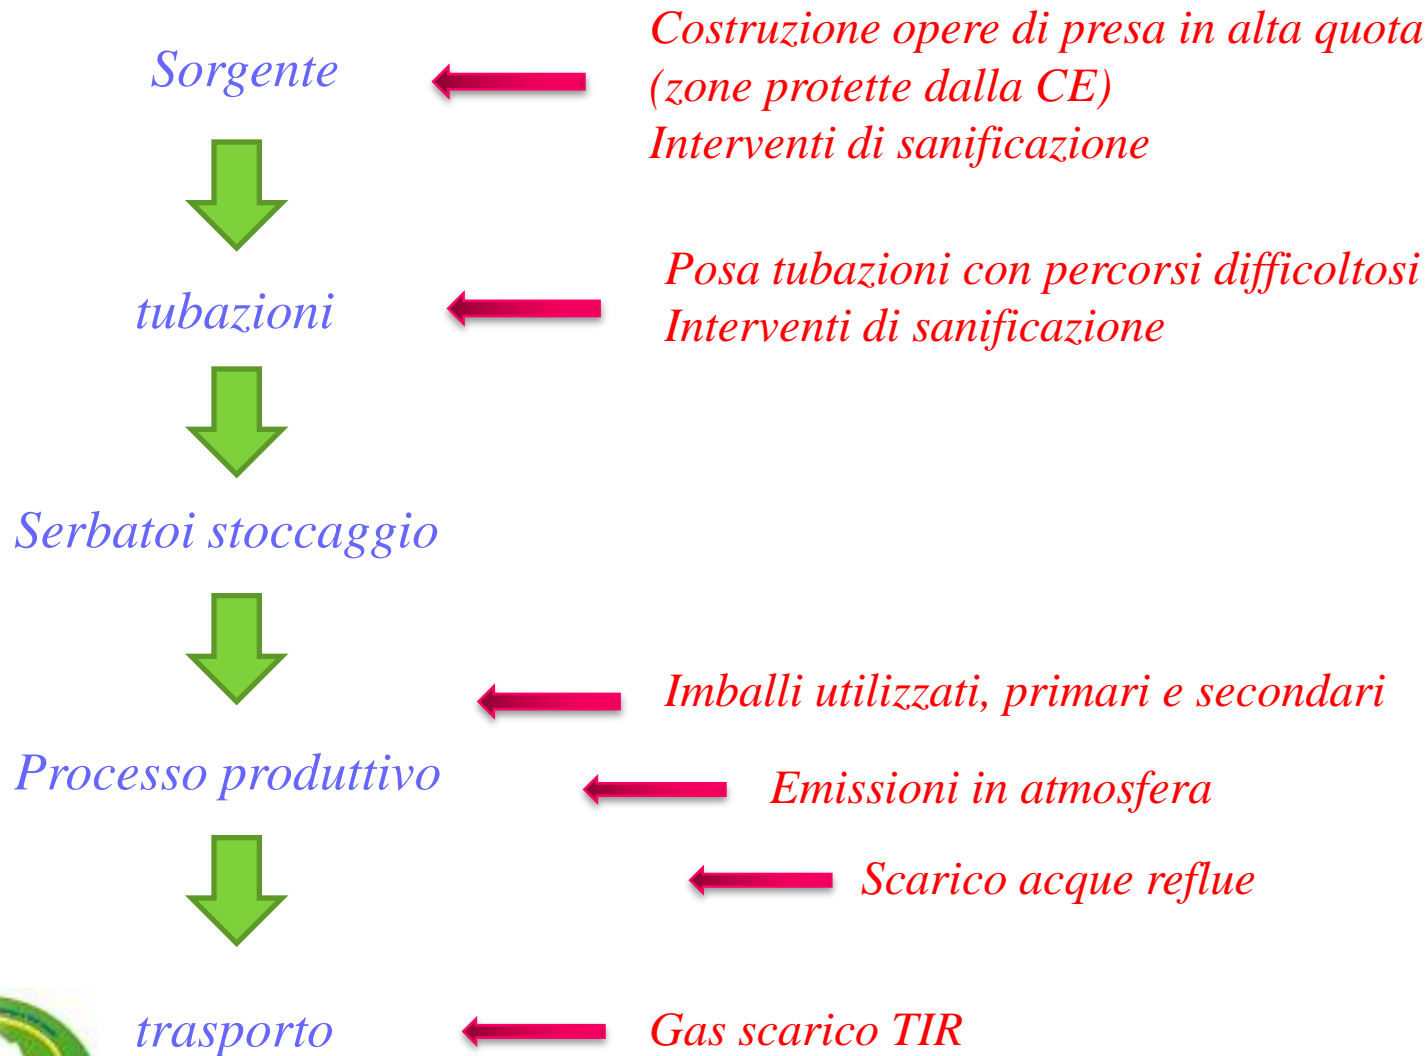 Costruzione opere di presa in alta quota
Sorgente
(zone protette dalla CE)
Interventi di sanificazione
Posa tubazioni con percorsi difficoltosi
tubazioni
Interventi di sanificazione
Serbatoi stoccaggio
Imballi utilizzati, primari e secondari
Processo produttivo
Emissioni in atmosfera
Scarico acque reflue
trasporto
Gas scarico TIR